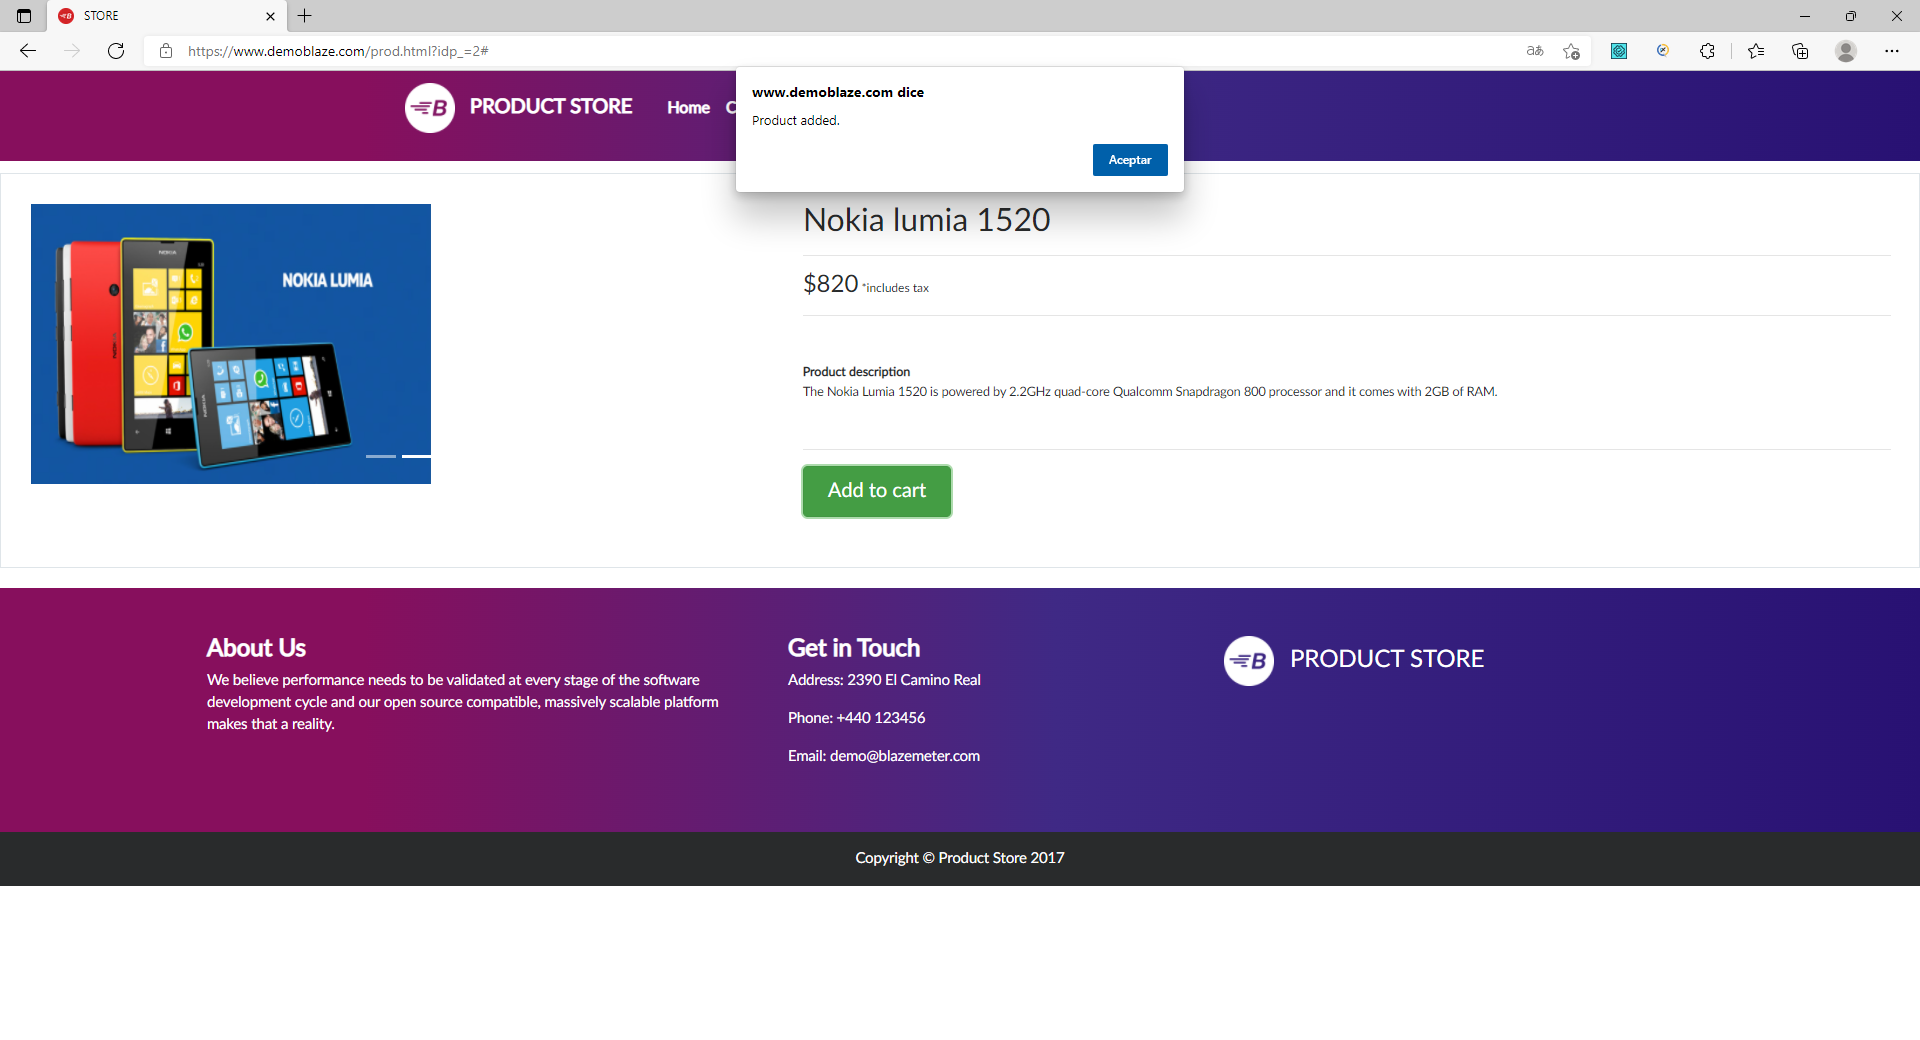 STORE
https://www.demoblaze.com/prod.html?idp_=2#
PRODUCT STORE
Home
C
www.demoblaze.com dice
Product added.
Aceptar
NOKIA LUMIA
NOKIA
Nokia lumia 1520
$820 *includes tax
Product description
The Nokia Lumia 1520 is powered by 2.2GHz quad-core Qualcomm Snapdragon 800 processor and it comes with 2GB of RAM.
Add to cart
About Us
We believe performance needs to be validated at every stage of the software
development cycle and our open source compatible, massively scalable platform
makes that a reality.
Get in Touch
Address: 2390 El Camino Real
Phone: +440 123456
Email: demo@blazemeter.com
PRODUCT STORE
Copyright © Product Store 2017